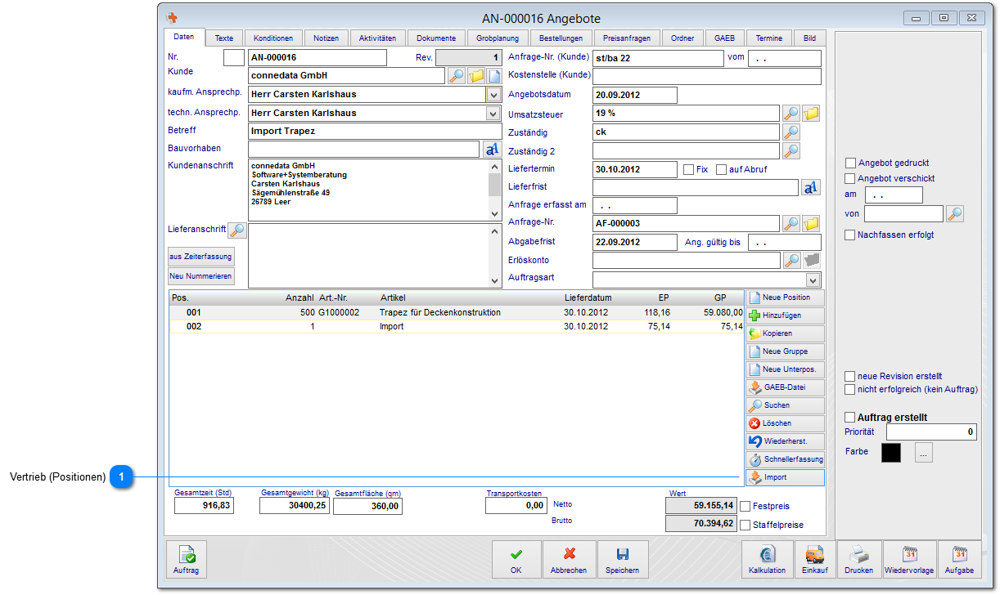 AN-000016 Angebote
Daten Texte Konditionen Notizen Aktivitäten Dokumente Grobplanung Bestellungen Preisanfragen Ordner GAEB Termine Bild
Nr. AN-000016 Rev. 1 Anfrage-Nr. (Kunde) st/ba 22 vom . .
Kunde connedata GmbH Kostenstelle (Kunde)
kaufm. Ansprechp. Herr Carsten Karlshaus Angebotsdatum 20.09.2012
techn. Ansprechp. Herr Carsten Karlshaus Umsatzsteuer 19 %
Betreff Import Trapez Zuständig ck
Bauvorhaben Zuständig 2
Kundenanschrift connedata GmbH
Software+Systemberatung
Carsten Karlshaus
Sägemühlenstraße 49
26789 Leer
Liefertermin 30.10.2012 Fix auf Abruf
Lieferfrist
Anfrage erfasst am . .
Lieferanschrift Anfrage-Nr. AF-000003
Abgabefrist 22.09.2012 Ang. gültig bis . .
aus Zeiterfassung Erlöskonto
Neu Nummerieren Auftragsart
Angebot gedruckt
Angebot verschickt
am . .
von
Nachfassen erfolgt
Pos. Anzahl Art.-Nr. Artikel Lieferdatum EP GP
001 500 G1000002 Trapez für Deckenkonstruktion 30.10.2012 118,16 59.080,00
002 1 Import 30.10.2012 75,14 75,14
Neue Position
Hinzufügen
Kopieren
Neue Gruppe
Neue Unterpos.
GAEB-Datei
Suchen
Löschen
Wiederherst.
Schnellerfassung
Import
neue Revision erstellt
nicht erfolgreich (kein Auftrag)
Auftrag erstellt
Priorität 0
Farbe ...
Vertrieb (Positionen) 1
Gesamtzeit (Std) Gesamtgewicht (kg) Gesamtfläche (qm) Transportkosten Wert
916,83 30400,25 360,00 0,00 Netto 59.155,14 Festpreis
Brutto 70.394,62 Staffelpreise
Auftrag OK Abbrechen Speichern Kalkulation Einkauf Drucken 31 Wiedervorlage 31 Aufgabe